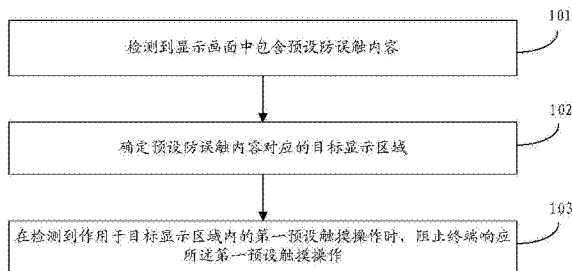 101
检测到显示画面中包含预设防误触内容
102
确定预设防误触内容对应的目标显示区域
103
在检测到作用于目标显示区域内的第一预设触摸操作时，阻止终端响应
所述第一预设触摸操作